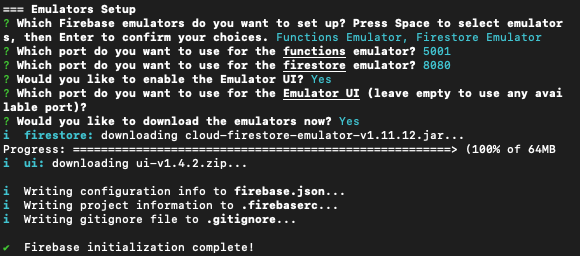 === Emulators Setup
? Which Firebase emulators do you want to set up? Press Space to select emulator
s, then Enter to confirm your choices. Functions Emulator, Firestore Emulator
? Which port do you want to use for the functions emulator? 5001
? Which port do you want to use for the firestore emulator? 8080
? Would you like to enable the Emulator UI? Yes
? Which port do you want to use for the Emulator UI (leave empty to use any avai
lable port)?
? Would you like to download the emulators now? Yes
i  firestore: downloading cloud-firestore-emulator-v1.11.12.jar...
Progress: =======================================================> (100% of 64MB
i  ui: downloading ui-v1.4.2.zip...
i  Writing configuration info to firebase.json...
i  Writing project information to .firebaserc...
i  Writing gitignore file to .gitignore...
✔  Firebase initialization complete!